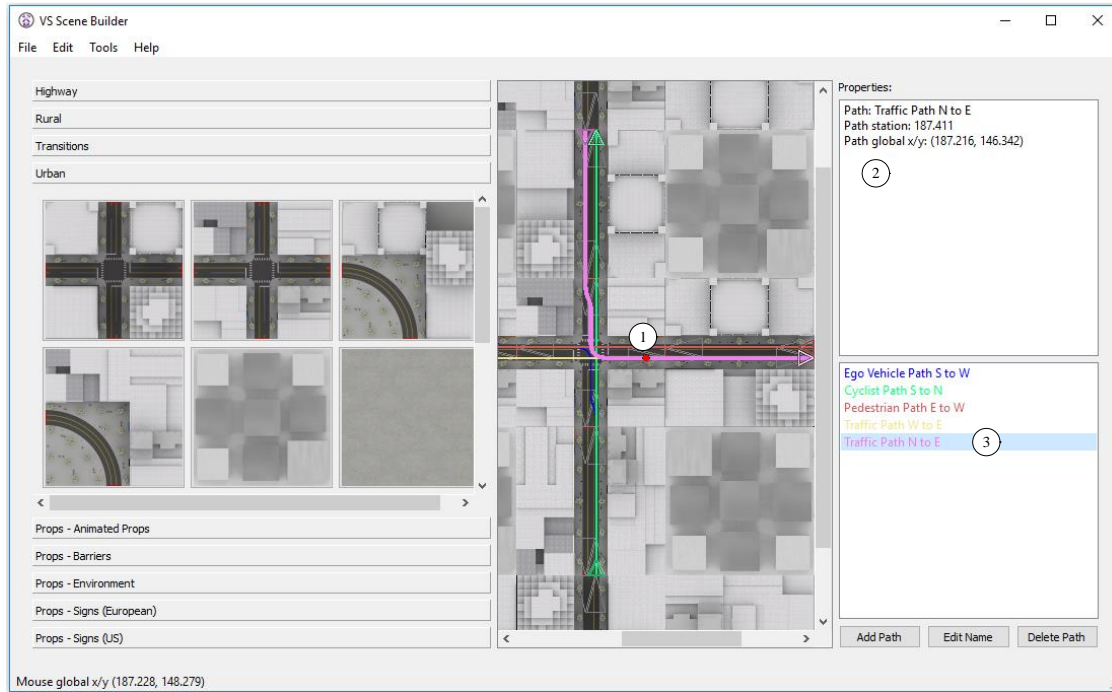 VS Scene Builder
File Edit Tools Help
Highway
Rural
Transitions
Urban
Props - Animated Props
Props - Barriers
Props - Environment
Props - Signs (European)
Props - Signs (US)
1
Properties:
Path: Traffic Path N to E
Path station: 187.411
Path global x/y: (187.216, 146.342)
2
Ego Vehicle Path S to W
Cyclist Path S to N
Pedestrian Path E to W
Traffic Path W to E
Traffic Path N to E
3
Add Path Edit Name Delete Path
Mouse global x/y (187.228, 148.279)